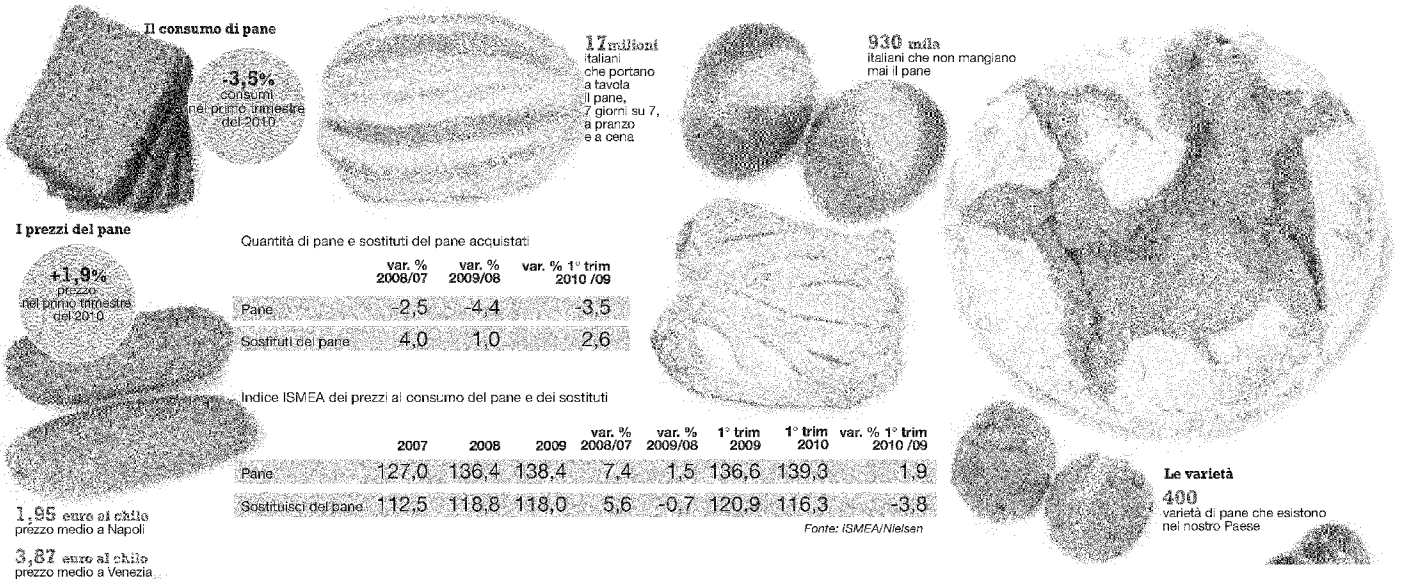 Il consumo di pane
-3,5%
consumi
nel primo trimestre
del 2010
17 milioni
italiani
che portano
a tavola
il pane,
7 giorni su 7,
a pranzo
e a cena
930 mila
italiani che non mangiano
mai il pane
I prezzi del pane
+1,9%
prezzo
nel primo trimestre
del 2010
1,95 euro al chilo
prezzo medio a Napoli
3,87 euro al chilo
prezzo medio a Venezia
Quantità di pane e sostituti del pane acquistati
var. % var. % var. % 1° trim
2008/07 2009/08 2010 /09
Pane -2,5 -4,4 -3,5
Sostituti del pane 4,0 1,0 2,6
Indice ISMEA dei prezzi al consumo del pane e dei sostituti
var. % var. % 1° trim 1° trim var. % 1° trim
2007 2008 2009 2008/07 2009/08 2009 2010 2010 /09
Pane 127,0 136,4 138,4 7,4 1,5 136,6 139,3 1,9
Sostituisci del pane 112,5 118,8 118,0 5,6 -0,7 120,9 116,3 -3,8
Fonte: ISMEA/Nielsen
Le varietà
400
varietà di pane che esistono
nel nostro Paese